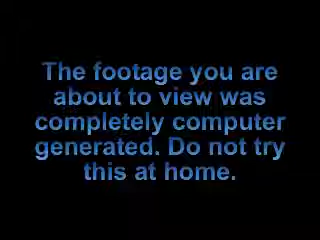 The footage you are
about to view was
completely computer
generated. Do not try
this at home.